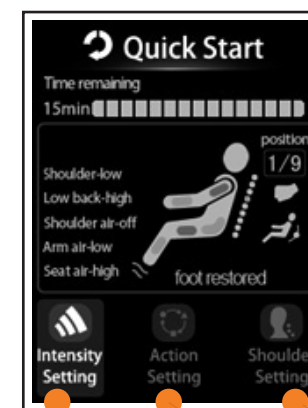 Quick Start
Time remaining
15min
position
1/9
Shoulder-low
Low back-high
Shoulder air-off
Arm air-low
Seat air-high
foot restored
Intensity
Setting
Action
Setting
Shoulde
Setting